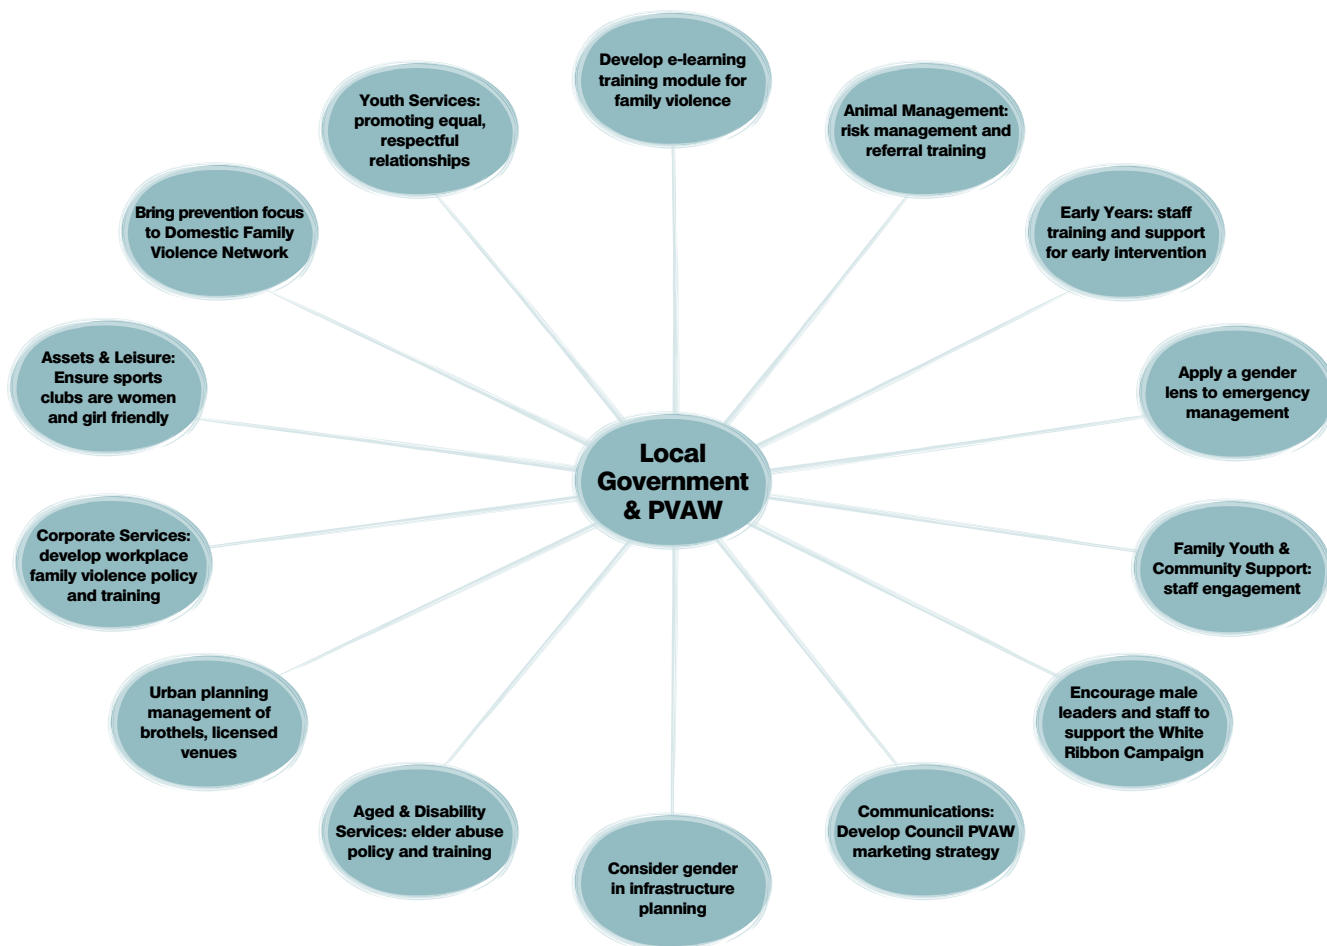 Develop e-learning
training module for
family violence
Youth Services:
promoting equal,
respectful
relationships
Animal Management:
risk management and
referral training
Bring prevention focus
to Domestic Family
Violence Network
Early Years: staff
training and support
for early intervention
Assets & Leisure:
Ensure sports
clubs are women
and girl friendly
Apply a gender
lens to emergency
management
Local
Government
& PVAW
Corporate Services:
develop workplace
family violence policy
and training
Family Youth &
Community Support:
staff engagement
Urban planning
management of
brothels, licensed
venues
Encourage male
leaders and staff to
support the White
Ribbon Campaign
Aged & Disability
Services: elder abuse
policy and training
Communications:
Develop Council PVAW
marketing strategy
Consider gender
in infrastructure
planning